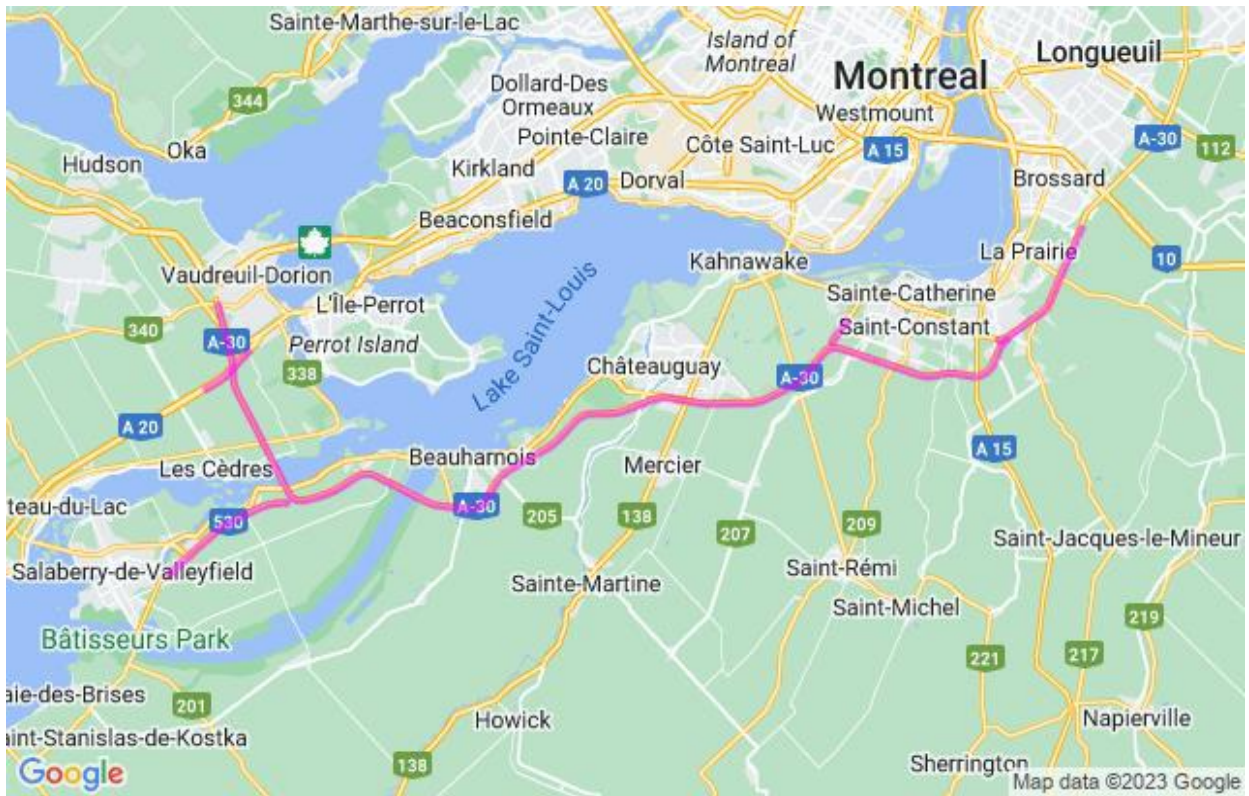 Sainte-Marthe-sur-le-Lac
Island of
Montreal
Longueuil
Montreal
Dollard-Des
Ormeaux
344
Westmount
Pointe-Claire
A-30
112
Oka
Côte Saint-Luc
A 15
Hudson
Kirkland
A 20
Dorval
Brossard
Beaconsfield
La Prairie
10
Kahnawake
Vaudreuil-Dorion
L'Île-Perrot
Sainte-Catherine
340
A-30
Perrot Island
Saint-Constant
Lake Saint-Louis
338
Châteauguay
A-30
A 20
Les Cèdres
Beauharnois
Mercier
A 15
teau-du-Lac
530
A-30
205
138
207
209
Saint-Jacques-le-Mineur
Salaberry-de-Valleyfield
Sainte-Martine
Saint-Rémi
Saint-Michel
219
Bâtisseurs Park
221
217
aie-des-Brises
201
Howick
Napierville
aint-Stanislas-de-Kostka
138
Sherrington
Google
Map data ©2023 Google